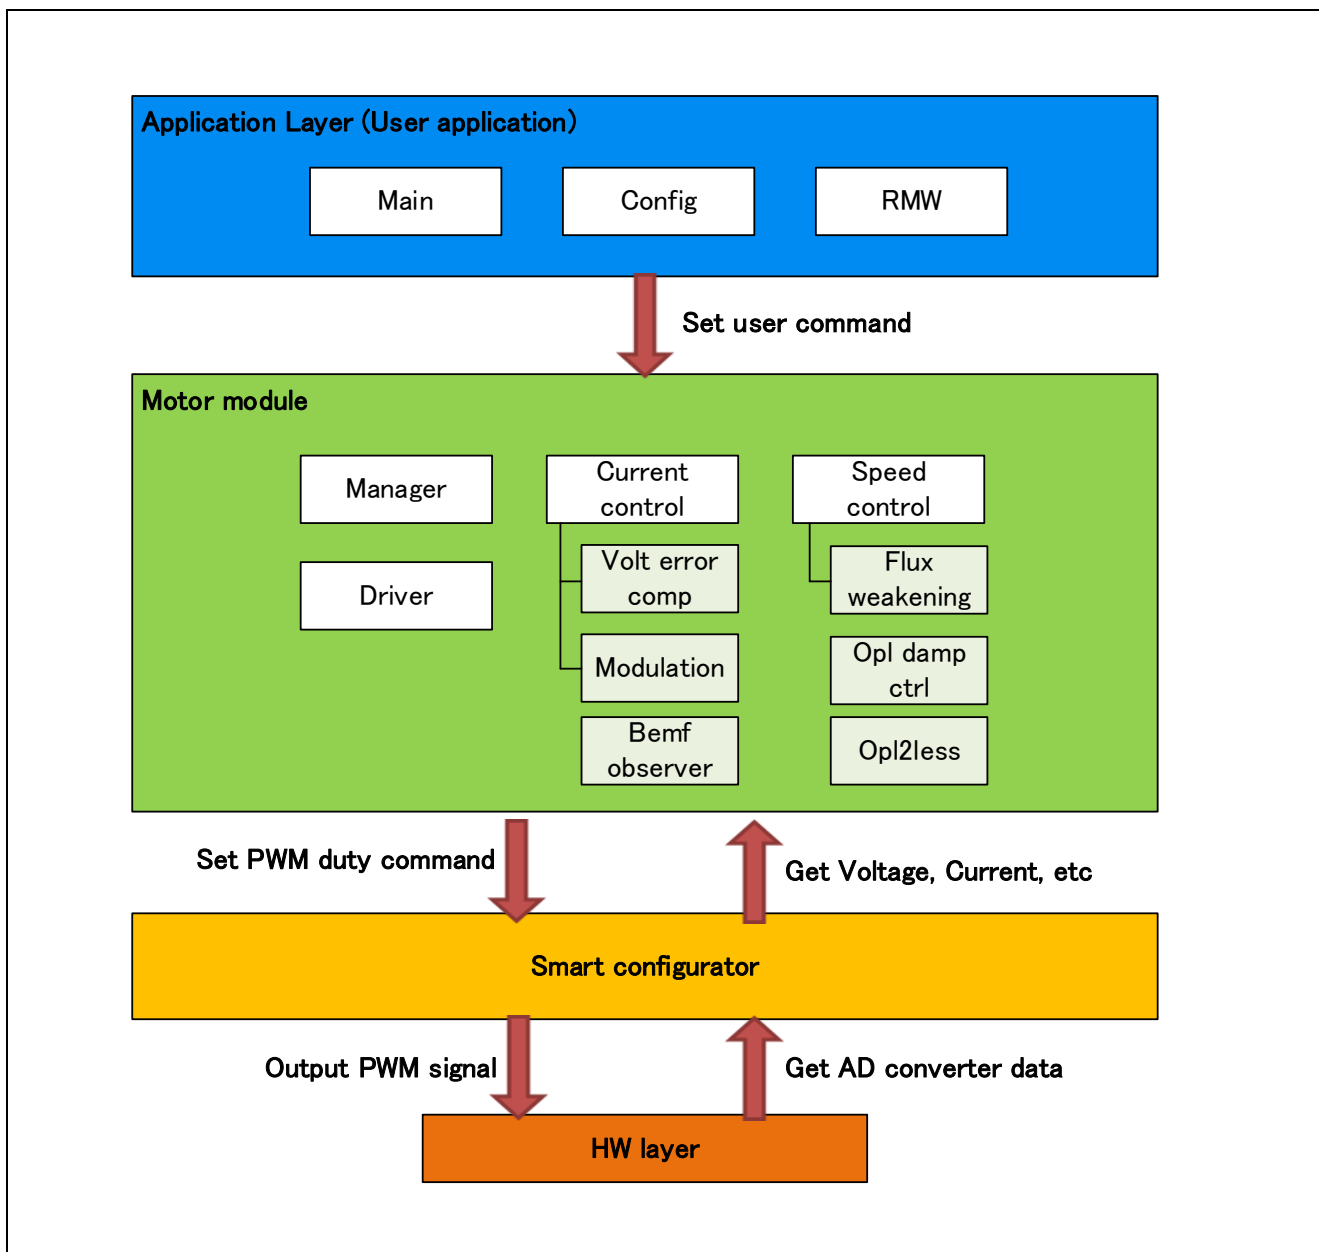 Application Layer (User application)
Main
Config
RMW
Set user command
Motor module
Manager
Current
control
Speed
control
Driver
Volt error
comp
Flux
weakening
Modulation
Opl damp
ctrl
Bemf
observer
Opl2less
Set PWM duty command
Get Voltage, Current, etc
Smart configurator
Output PWM signal
Get AD converter data
HW layer